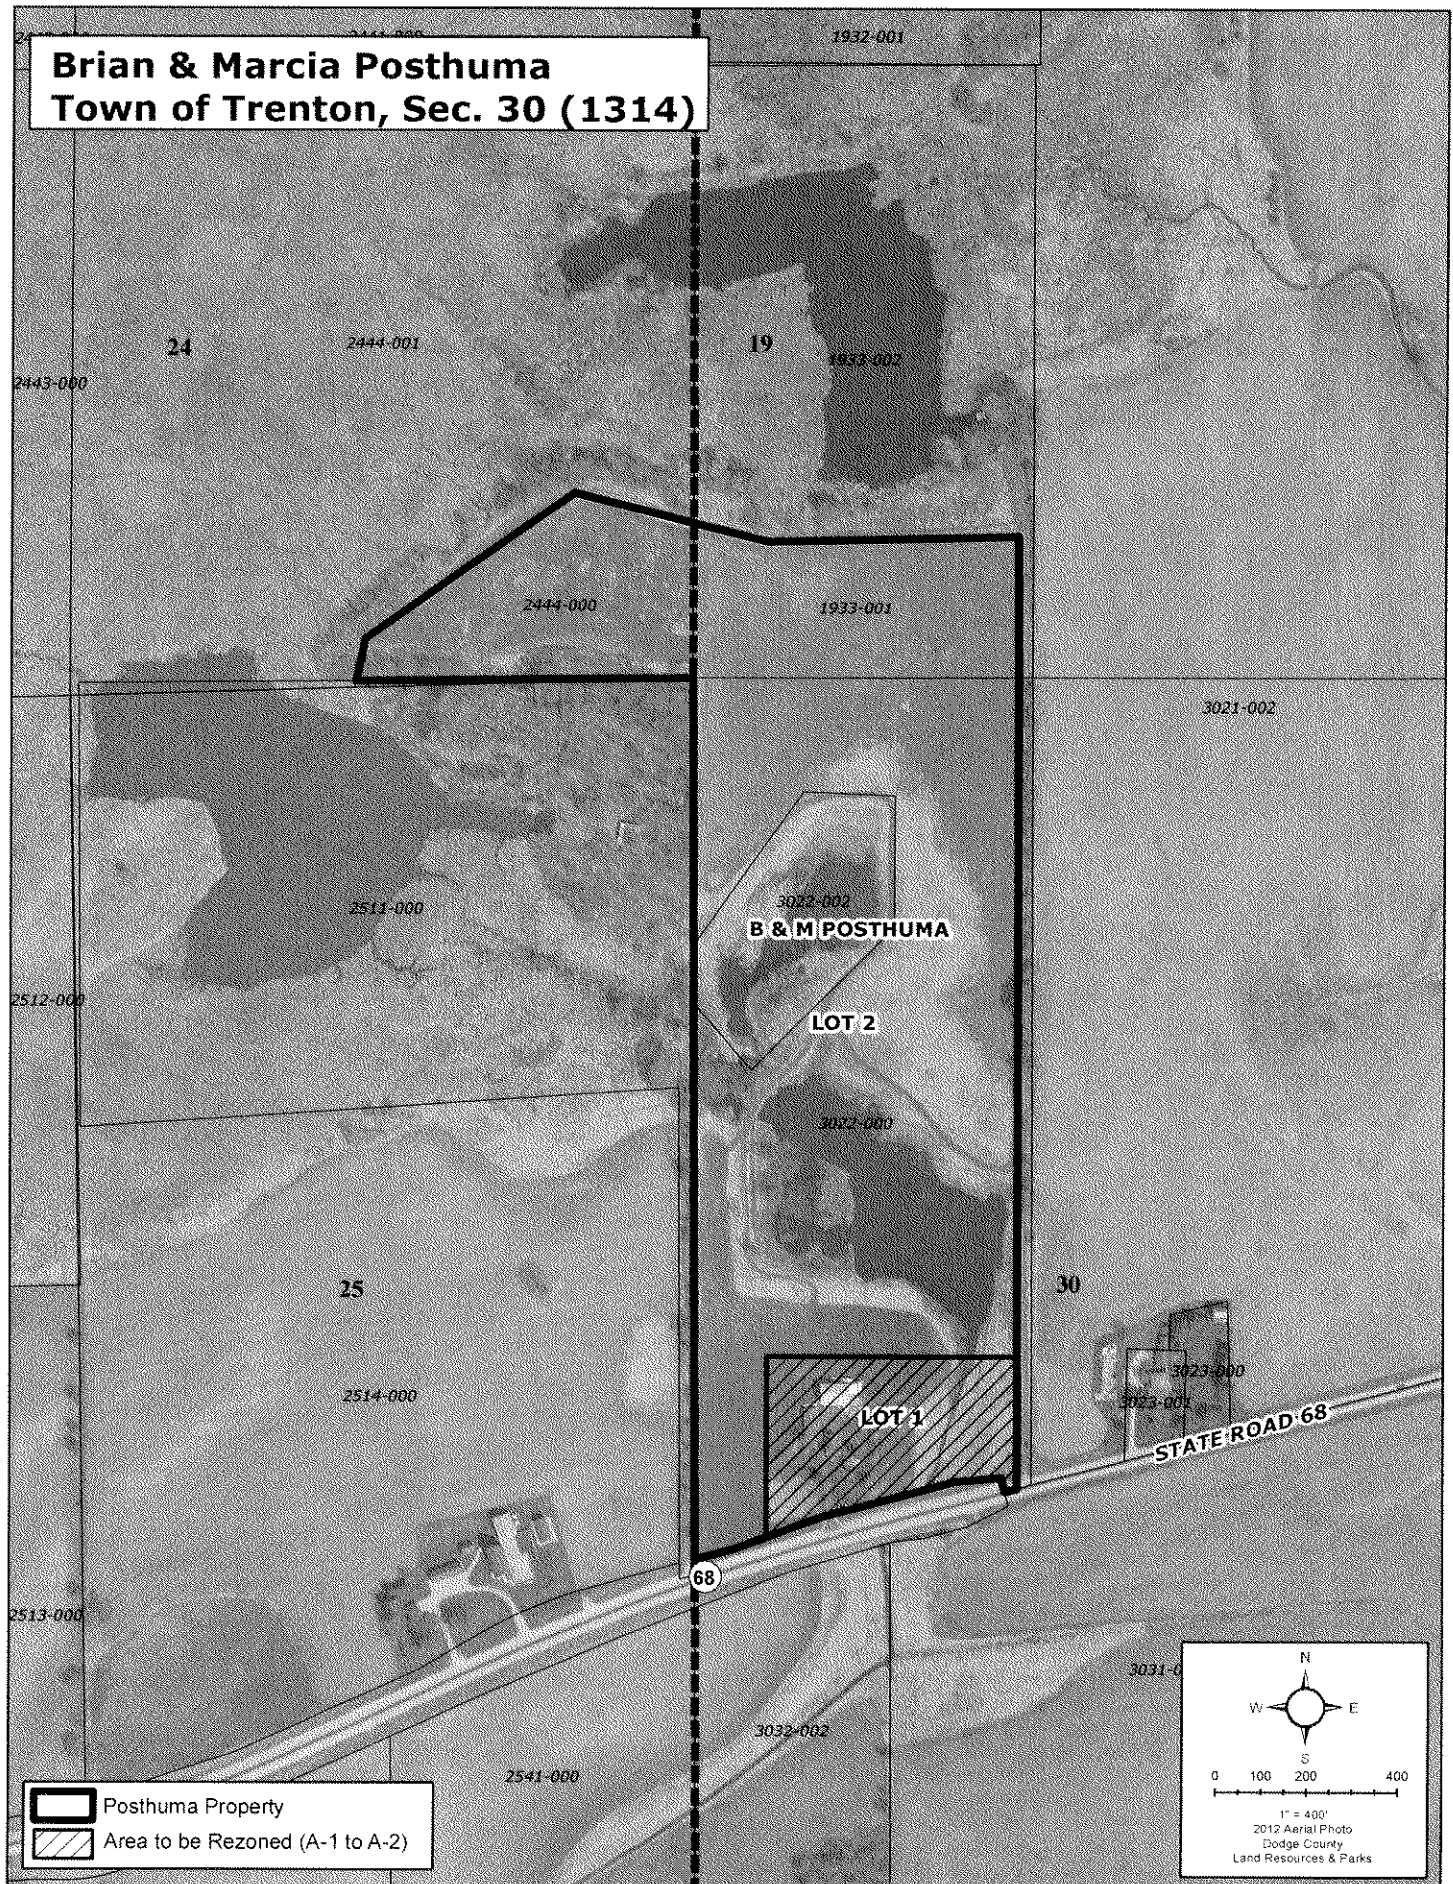 1932-001
Brian & Marcia Posthuma
Town of Trenton, Sec. 30 (1314)
24
2444-001
19
1933-002
2443-000
2444-000
1933-001
3021-002
3022-002
2511-000
B & M POSTHUMA
2512-000
LOT 2
3022-000
25
30
3023-000
2514-000
3023-001
LOT 1
STATE ROAD 68
68
2513-000
3032-002
2541-000
N
W E
S
0 100 200 400
1" = 400'
2012 Aerial Photo
Dodge County
Land Resources & Parks
Posthuma Property
Area to be Rezoned (A-1 to A-2)